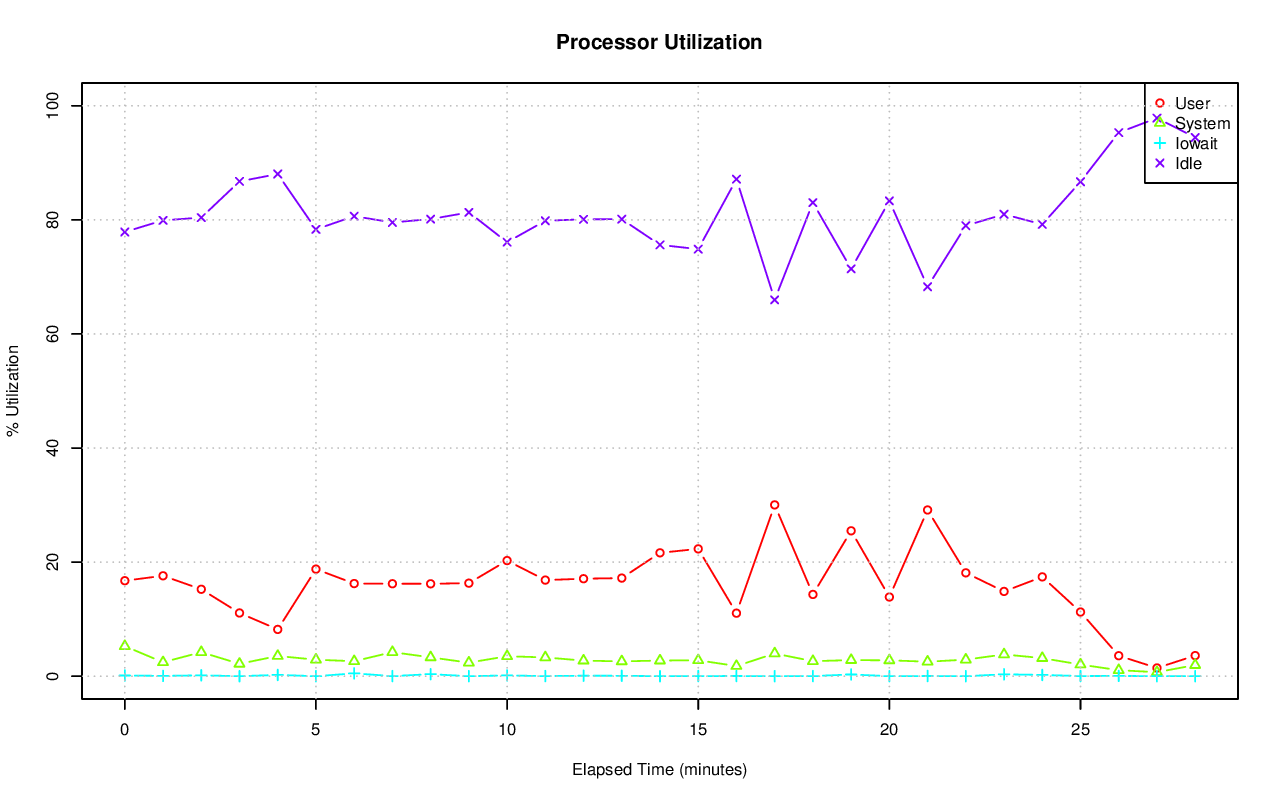 Processor Utilization
% Utilization
100
80
60
40
20
0
User
System
Iowait
Idle
0 5 10 15 20 25
Elapsed Time (minutes)